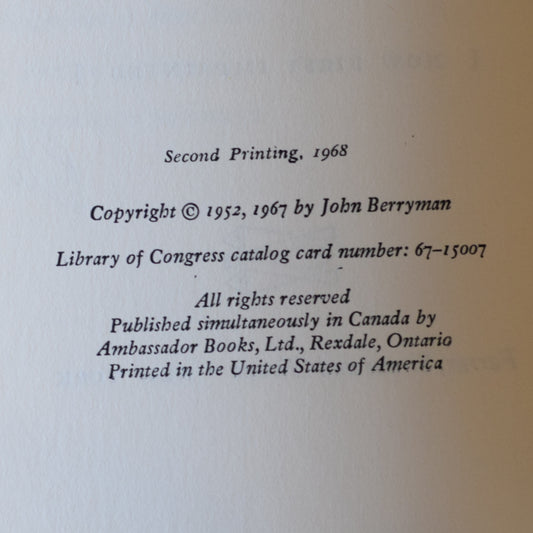 Second Printing, 1968
Copyright © 1952, 1967 by John Berryman
Library of Congress catalog card number: 67–15007
All rights reserved
Published simultaneously in Canada by
Ambassador Books, Ltd., Rexdale, Ontario
Printed in the United States of America